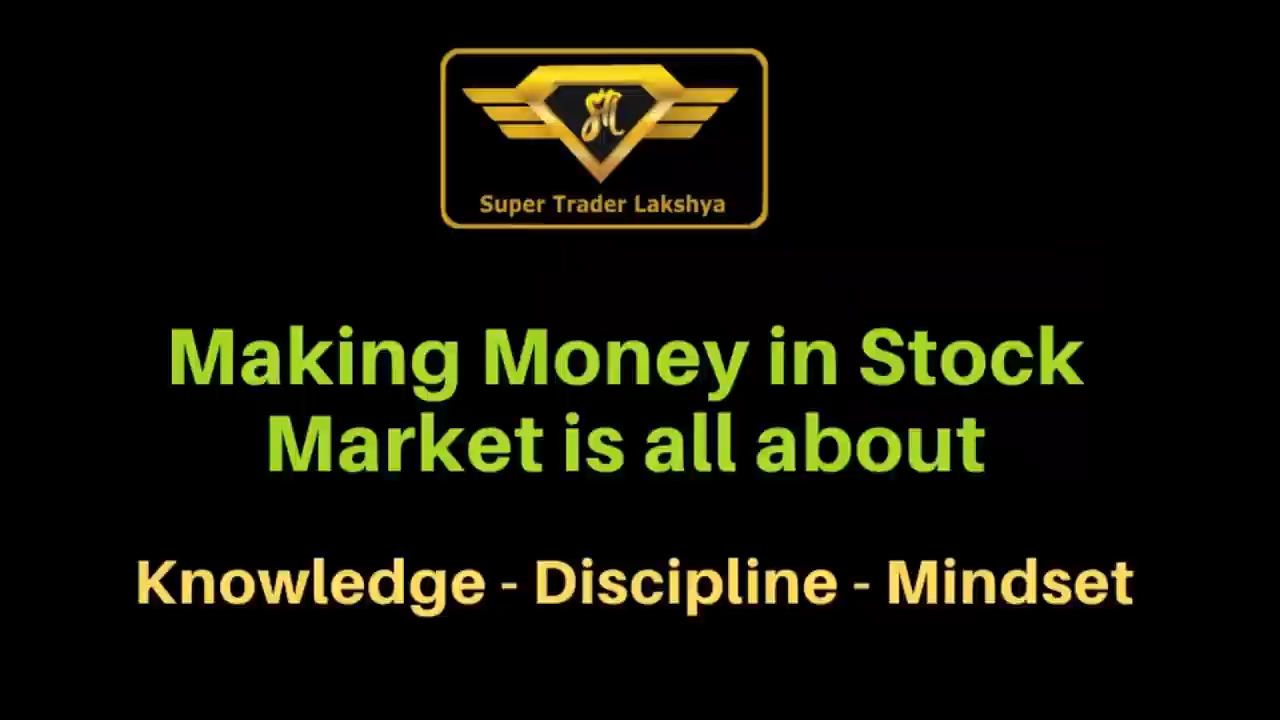 Super Trader Lakshya
Making Money in Stock
Market is all about
Knowledge - Discipline - Mindset